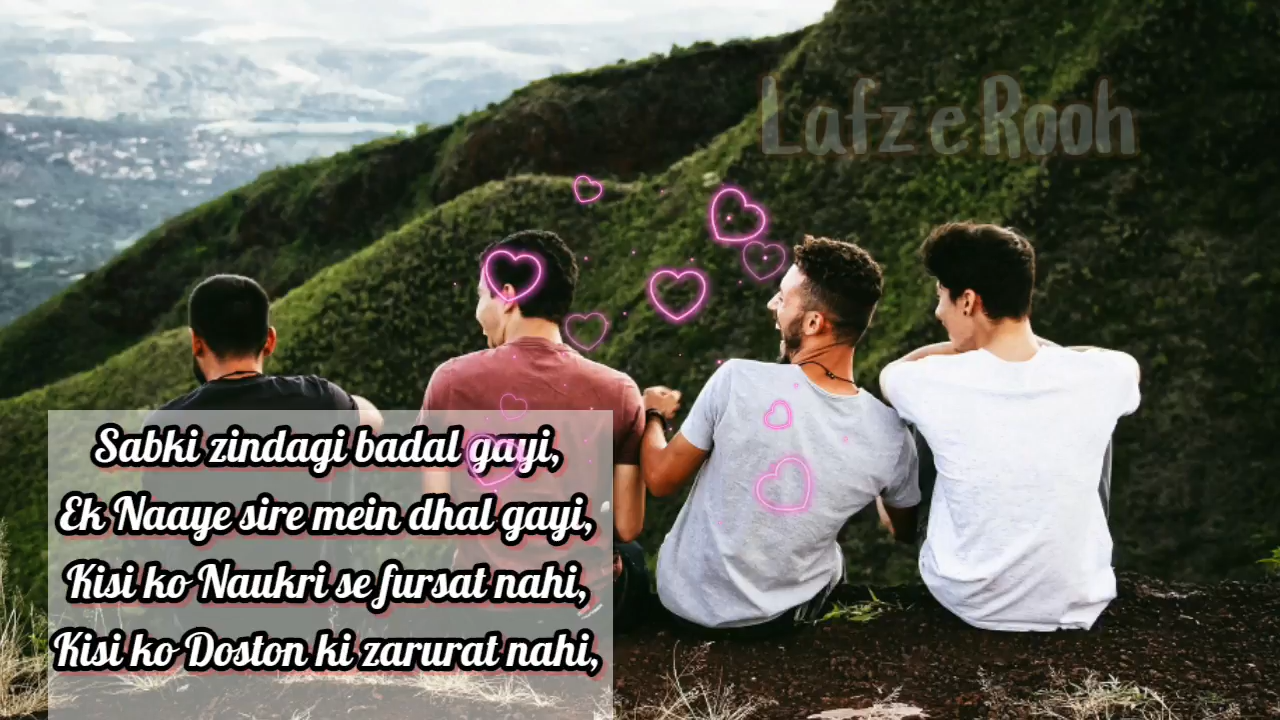 Lafz e Rooh
Sabki zindagi badal gayi,
Ek Naaye sire mein dhal gayi,
Kisi ko Naukri se fursat nahi,
Kisi ko Doston ki zarurat nahi,